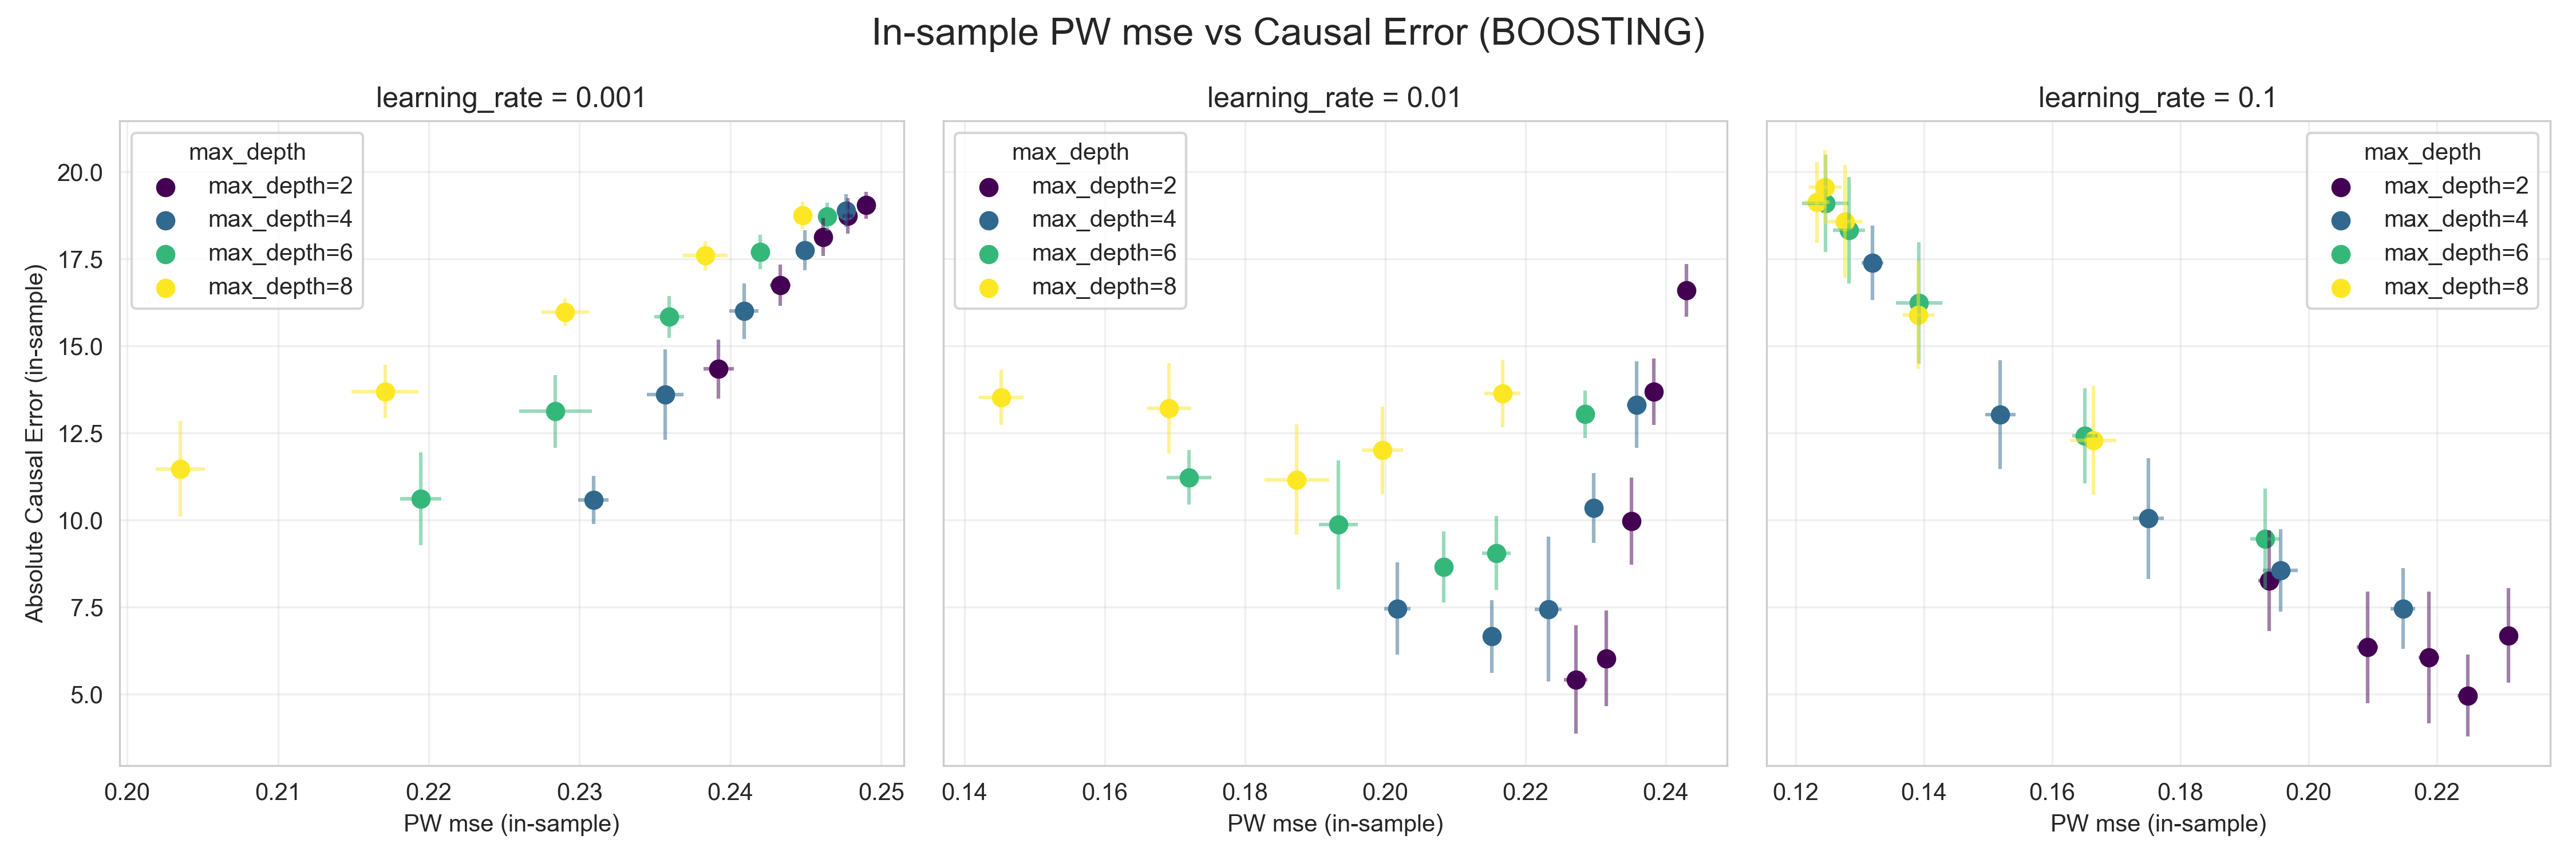 In-sample PW mse vs Causal Error (BOOSTING)
learning_rate = 0.001
learning_rate = 0.01
learning_rate = 0.1
Absolute Causal Error (in-sample)
20.0
17.5
15.0
12.5
10.0
7.5
5.0
max_depth
max_depth=2
max_depth=4
max_depth=6
max_depth=8
0.20 0.21 0.22 0.23 0.24 0.25
PW mse (in-sample)
max_depth
max_depth=2
max_depth=4
max_depth=6
max_depth=8
0.14 0.16 0.18 0.20 0.22 0.24
PW mse (in-sample)
max_depth
max_depth=2
max_depth=4
max_depth=6
max_depth=8
0.12 0.14 0.16 0.18 0.20 0.22
PW mse (in-sample)